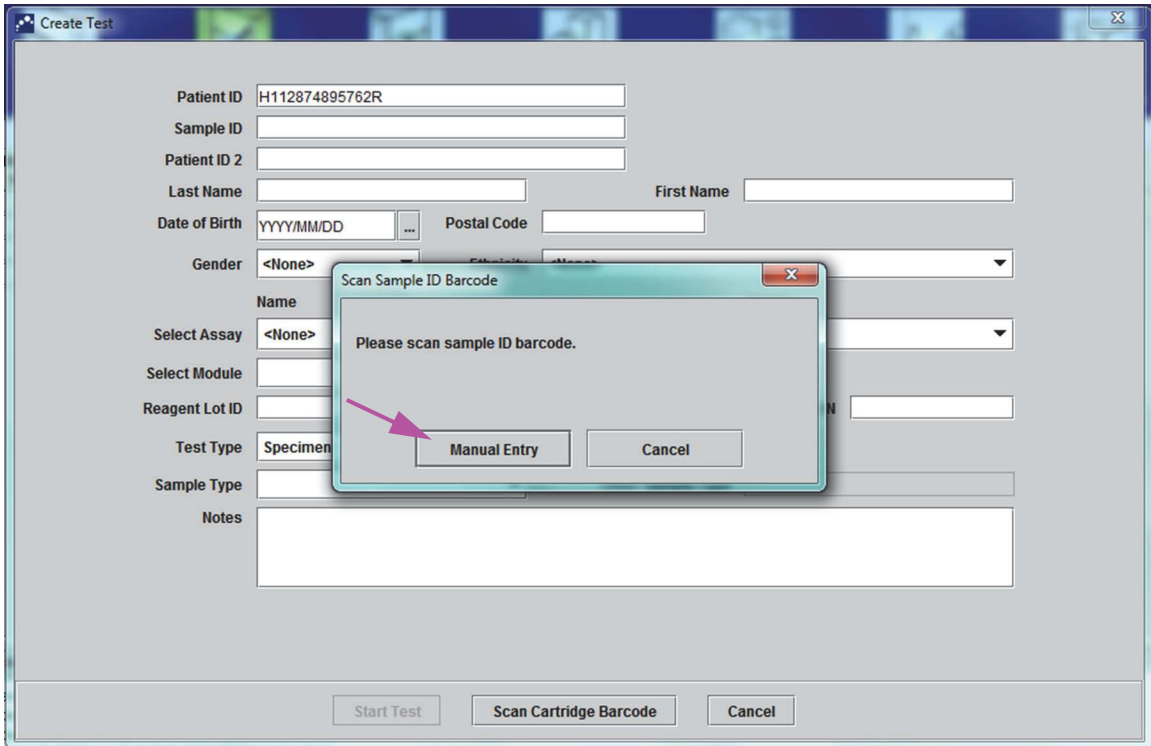 Create Test
Patient ID H112874895762R
Sample ID
Patient ID 2
Last Name First Name
Date of Birth YYYY/MM/DD ... Postal Code
Gender <None>
Scan Sample ID Barcode
Name
Select Assay <None>
Please scan sample ID barcode.
Select Module
Reagent Lot ID
Test Type Specimen
Manual Entry Cancel
Sample Type
Notes
Start Test Scan Cartridge Barcode Cancel